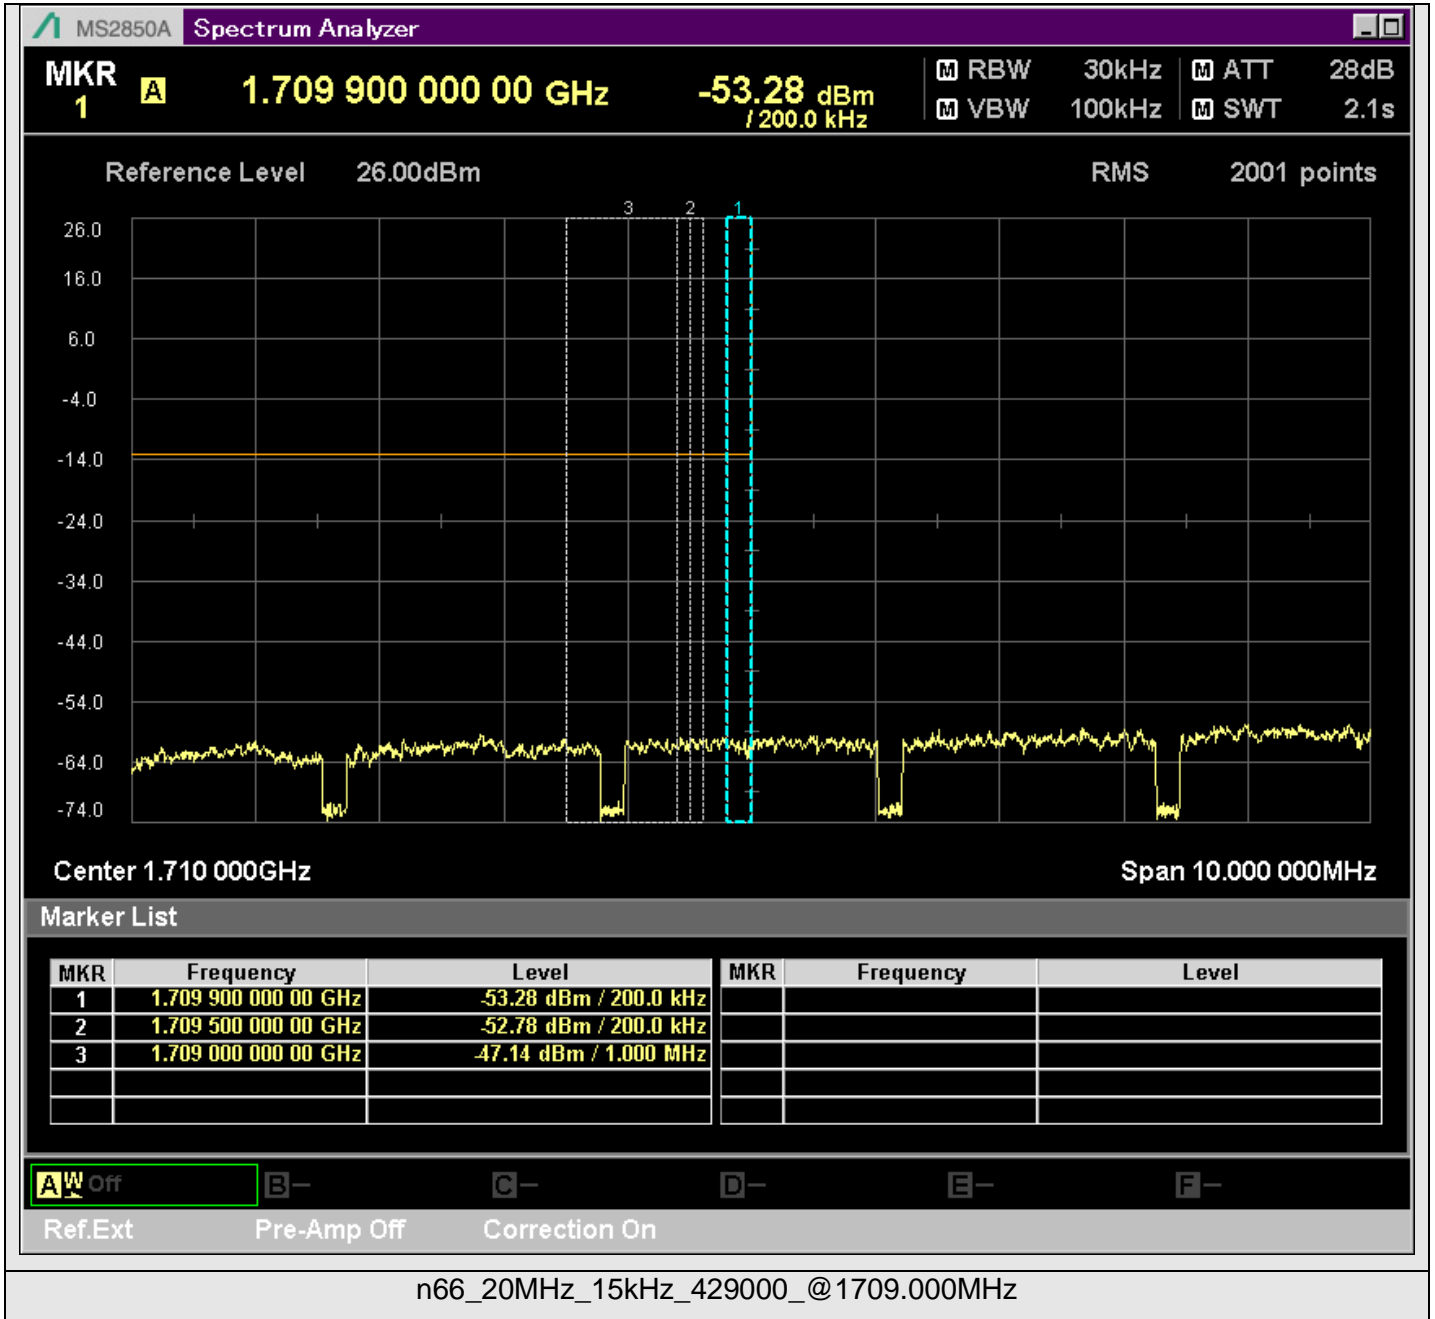 MS2850A Spectrum Analyzer
MKR 1 A 1.709 900 000 00 GHz -53.28 dBm / 200.0 kHz
M RBW 30kHz M ATT 28dB
M VBW 100kHz M SWT 2.1s
Reference Level 26.00dBm RMS 2001 points
3 2 1
26.0
16.0
6.0
-4.0
-14.0
-24.0
-34.0
-44.0
-54.0
-64.0
-74.0
Center 1.710 000GHz Span 10.000 000MHz
Marker List
MKR Frequency Level MKR Frequency Level
1 1.709 900 000 00 GHz -53.28 dBm / 200.0 kHz
2 1.709 500 000 00 GHz -52.78 dBm / 200.0 kHz
3 1.709 000 000 00 GHz -47.14 dBm / 1.000 MHz
A W Off B — C — D — E — F —
Ref.Ext Pre-Amp Off Correction On
n66_20MHz_15kHz_429000_@1709.000MHz